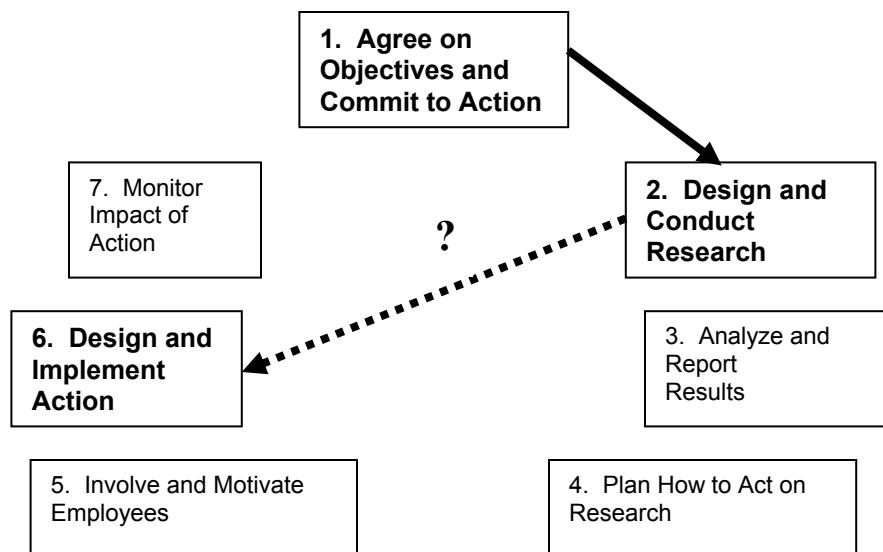 1. Agree on
Objectives and
Commit to Action
2. Design and
Conduct
Research
3. Analyze and
Report
Results
4. Plan How to Act on
Research
5. Involve and Motivate
Employees
6. Design and
Implement
Action
7. Monitor
Impact of
Action
?